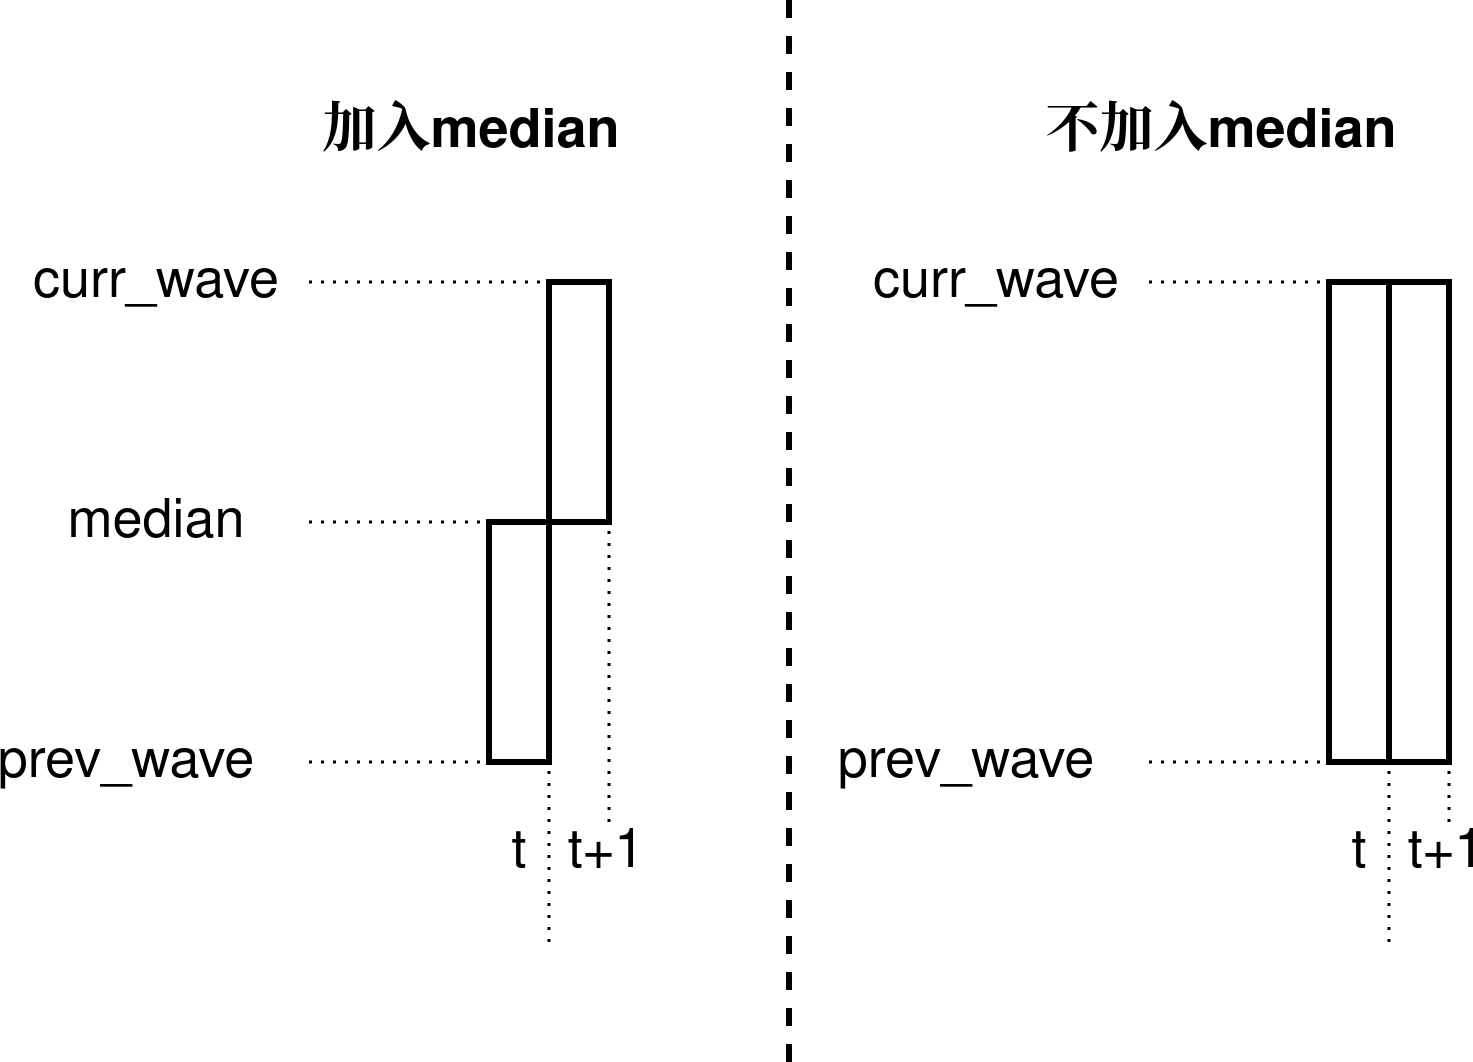 加入median
curr_wave
median
prev_wave
t
t+1
不加入median
curr_wave
prev_wave
t
t+1